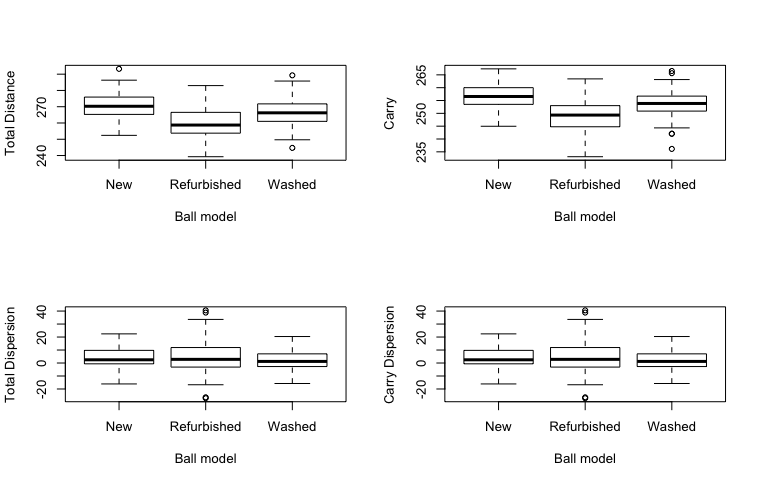 Total Distance
270
240
New Refurbished Washed
Ball model
Carry
265
250
235
New Refurbished Washed
Ball model
Total Dispersion
40
20
0
-20
New Refurbished Washed
Ball model
Carry Dispersion
40
20
0
-20
New Refurbished Washed
Ball model